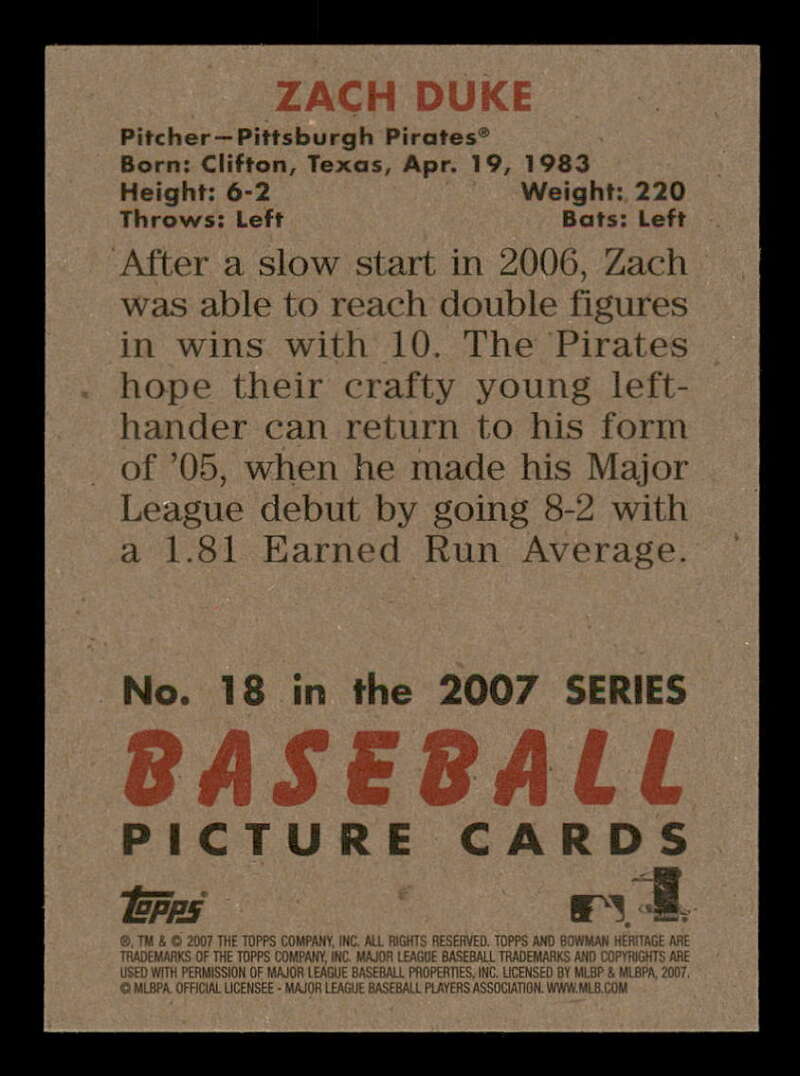 ZACH DUKE
Pitcher—Pittsburgh Pirates®
Born: Clifton, Texas, Apr. 19, 1983
Height: 6-2 Weight: 220
Throws: Left Bats: Left
After a slow start in 2006, Zach
was able to reach double figures
in wins with 10. The Pirates
hope their crafty young left-
hander can return to his form
of ’05, when he made his Major
League debut by going 8-2 with
a 1.81 Earned Run Average.
No. 18 in the 2007 SERIES
BASEBALL
PICTURE CARDS
Topps
®, TM & © 2007 THE TOPPS COMPANY, INC. ALL RIGHTS RESERVED. TOPPS AND BOWMAN HERITAGE ARE
TRADEMARKS OF THE TOPPS COMPANY, INC. MAJOR LEAGUE BASEBALL TRADEMARKS AND COPYRIGHTS ARE
USED WITH PERMISSION OF MAJOR LEAGUE BASEBALL PROPERTIES, INC. LICENSED BY MLBP & MLBPA, 2007.
© MLBPA. OFFICIAL LICENSEE - MAJOR LEAGUE BASEBALL PLAYERS ASSOCIATION. WWW.MLB.COM